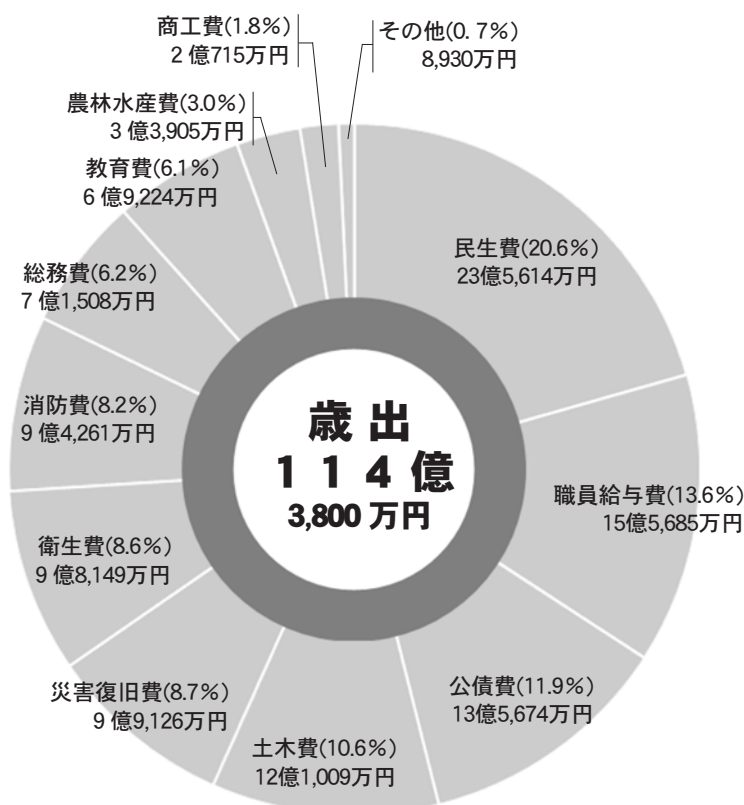 商工費(1.8%)
2億715万円
その他(0.7%)
8,930万円
農林水産費(3.0%)
3億3,905万円
教育費(6.1%)
6億9,224万円
総務費(6.2%)
7億1,508万円
消防費(8.2%)
9億4,261万円
衛生費(8.6%)
9億8,149万円
災害復旧費(8.7%)
9億9,126万円
土木費(10.6%)
12億1,009万円
公債費(11.9%)
13億5,674万円
職員給与費(13.6%)
15億5,685万円
民生費(20.6%)
23億5,614万円
歳出
114億
3,800万円